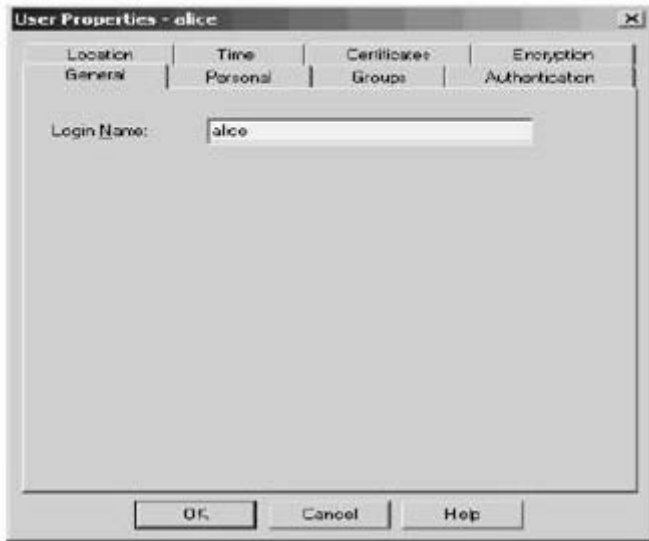 User Properties - alice
Location Time Certificates Encryption
General Personal Groups Authentication
Login Name: alice
OK Cancel Help